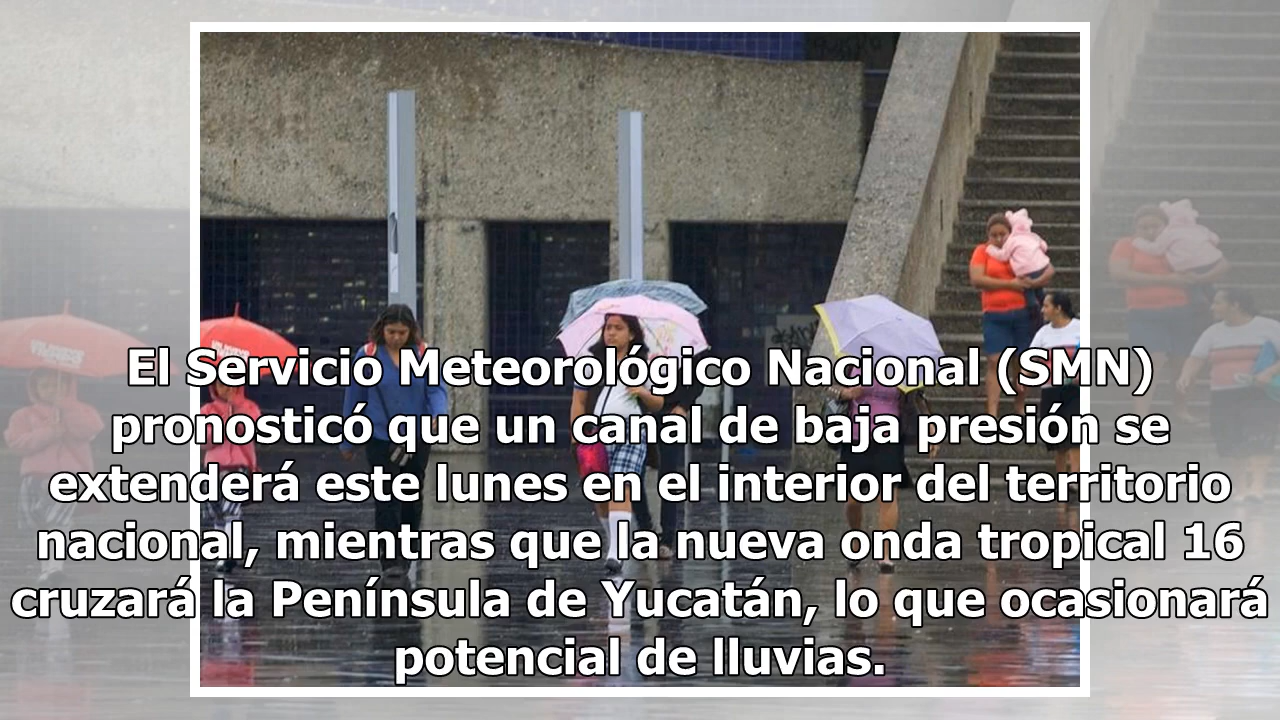 El Servicio Meteorológico Nacional (SMN)
pronosticó que un canal de baja presión se
extenderá este lunes en el interior del territorio
nacional, mientras que la nueva onda tropical 16
cruzará la Península de Yucatán, lo que ocasionará
potencial de lluvias.